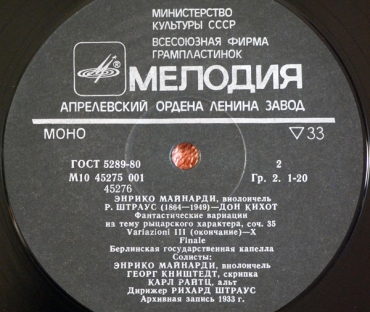 МИНИСТЕРСТВО
КУЛЬТУРЫ СССР
ВСЕСОЮЗНАЯ ФИРМА
ГРАМПЛАСТИНОК
МЕЛОДИЯ
АПРЕЛЕВСКИЙ ОРДЕНА ЛЕНИНА ЗАВОД
МОНО ▽33
ГОСТ 5289-80 2
М10 45275 001 Гр. 2. 1-20
45276
ЭНРИКО МАЙНАРДИ, виолончель
Р. ШТРАУС (1864—1949)—ДОН КИХОТ
Фантастические вариации
на тему рыцарского характера, соч. 35
Variazioni III (окончание)—X
Finale
Берлинская государственная капелла
Солисты:
ЭНРИКО МАЙНАРДИ, виолончель
ГЕОРГ КНИШТЕДТ, скрипка
КАРЛ РАЙТЦ, альт
Дирижер РИХАРД ШТРАУС
Архивная запись 1933 г.